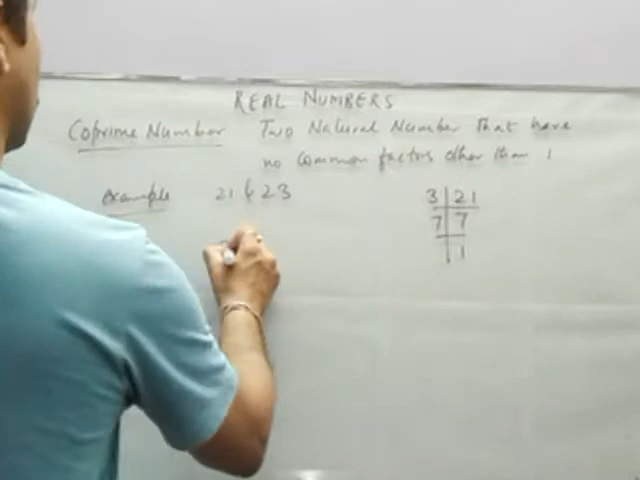 REAL NUMBERS
Coprime Number Two Natural Number That have
no Common factors other than 1
example 21 & 23
3 21
7 7
1